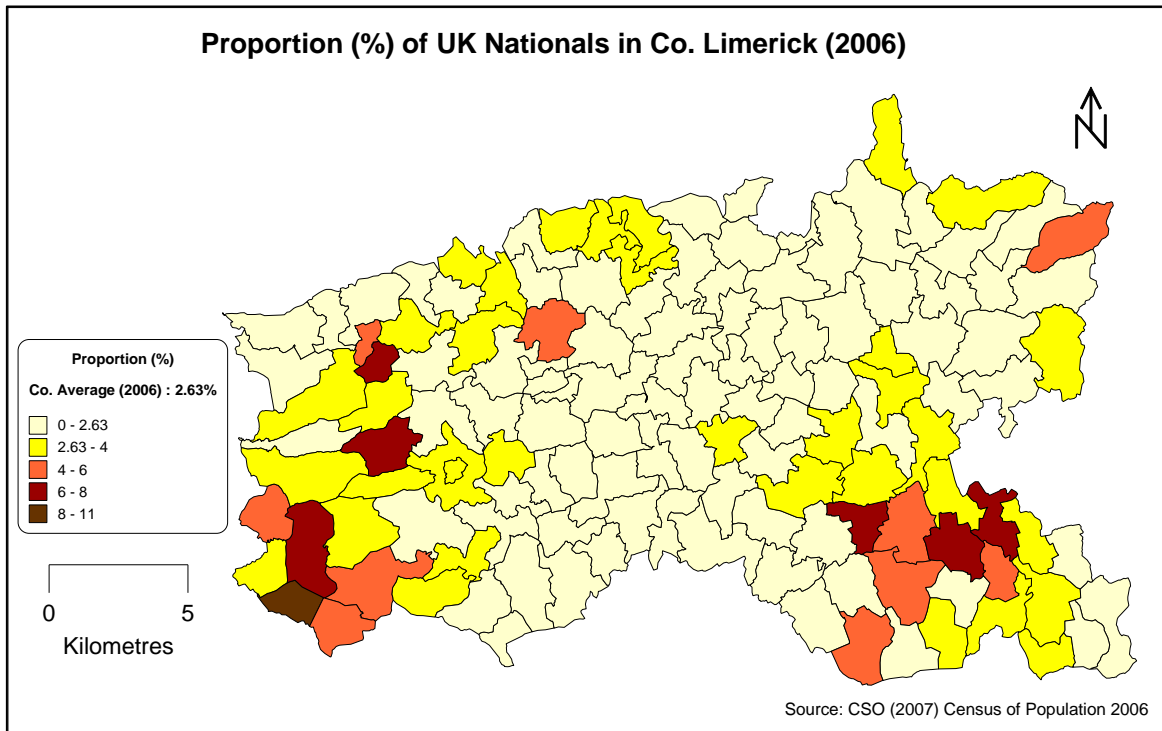 Proportion (%) of UK Nationals in Co. Limerick (2006)
N
Proportion (%)
Co. Average (2006) : 2.63%
0 - 2.63
2.63 - 4
4 - 6
6 - 8
8 - 11
0 5
Kilometres
Source: CSO (2007) Census of Population 2006